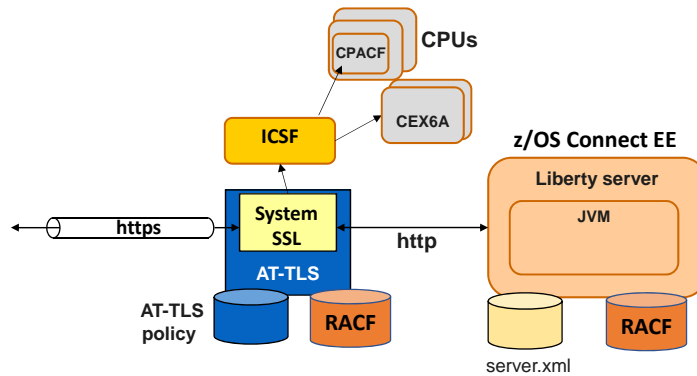 CPUs
CPACF
CEX6A
ICSF
z/OS Connect EE
Liberty server
JVM
System
SSL
https
http
AT-TLS
AT-TLS
policy
RACF
RACF
server.xml